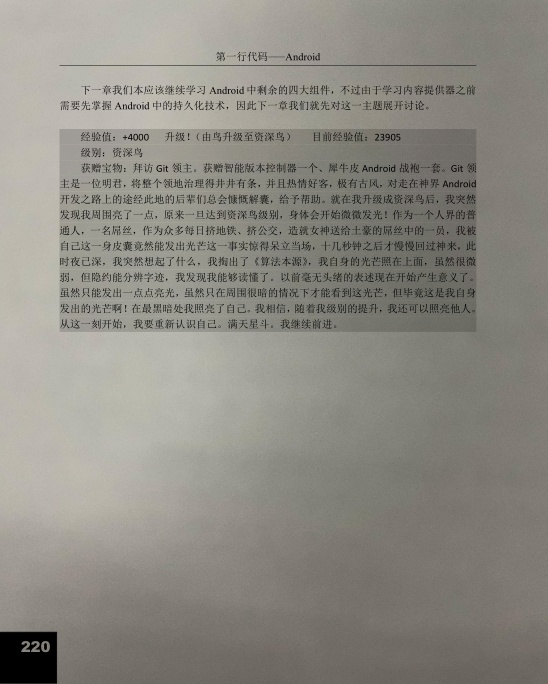 第一行代码——Android
下一章我们本应该继续学习 Android 中剩余的四大组件，不过由于学习内容提供器之前
需要先掌握 Android 中的持久化技术，因此下一章我们就先对这一主题展开讨论。
经验值：+4000 升级！（由鸟升级至资深鸟） 目前经验值：23905
级别：资深鸟
获赠宝物：拜访 Git 领主。获赠智能版本控制器一个、犀牛皮 Android 战袍一套。Git 领
主是一位明君，将整个领地治理得井井有条，并且热情好客，极有古风，对走在神界 Android
开发之路上的途经此地的后辈们总会慷慨解囊，给予帮助。就在我升级成资深鸟后，我突然
发现我周围亮了一点，原来一旦达到资深鸟级别，身体会开始微微发光！作为一个人界的普
通人，一名屌丝，作为众多每日挤地铁、挤公交，造就女神送给土豪的屌丝中的一员，我被
自己这一身皮囊竟然能发出光芒这一事实惊得呆立当场，十几秒钟之后才慢慢回过神来，此
时夜已深，我突然想起了什么，我掏出了《算法本源》，我自身的光芒照在上面，虽然很微
弱，但隐约能分辨字迹，我发现我能够读懂了。以前毫无头绪的表述现在开始产生意义了。
虽然只能发出一点点亮光，虽然只在周围很暗的情况下才能看到这光芒，但毕竟这是我自身
发出的光芒啊！在最黑暗处我照亮了自己。我相信，随着我级别的提升，我还可以照亮他人。
从这一刻开始，我要重新认识自己。满天星斗。我继续前进。
220